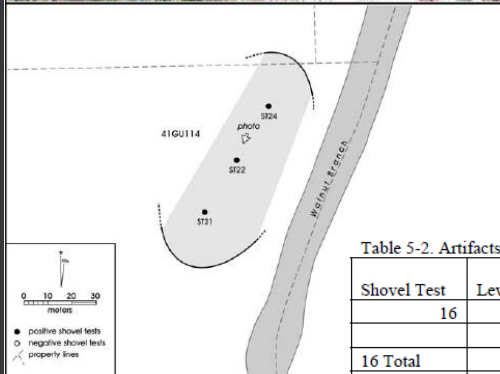 ST24
photo
41GU114
ST22
ST21
Walnut Branch
0 10 20 30
meters
positive shovel tests
negative shovel tests
property lines
Table 5-2. Artifacts
Shovel Test Lev
16
16 Total